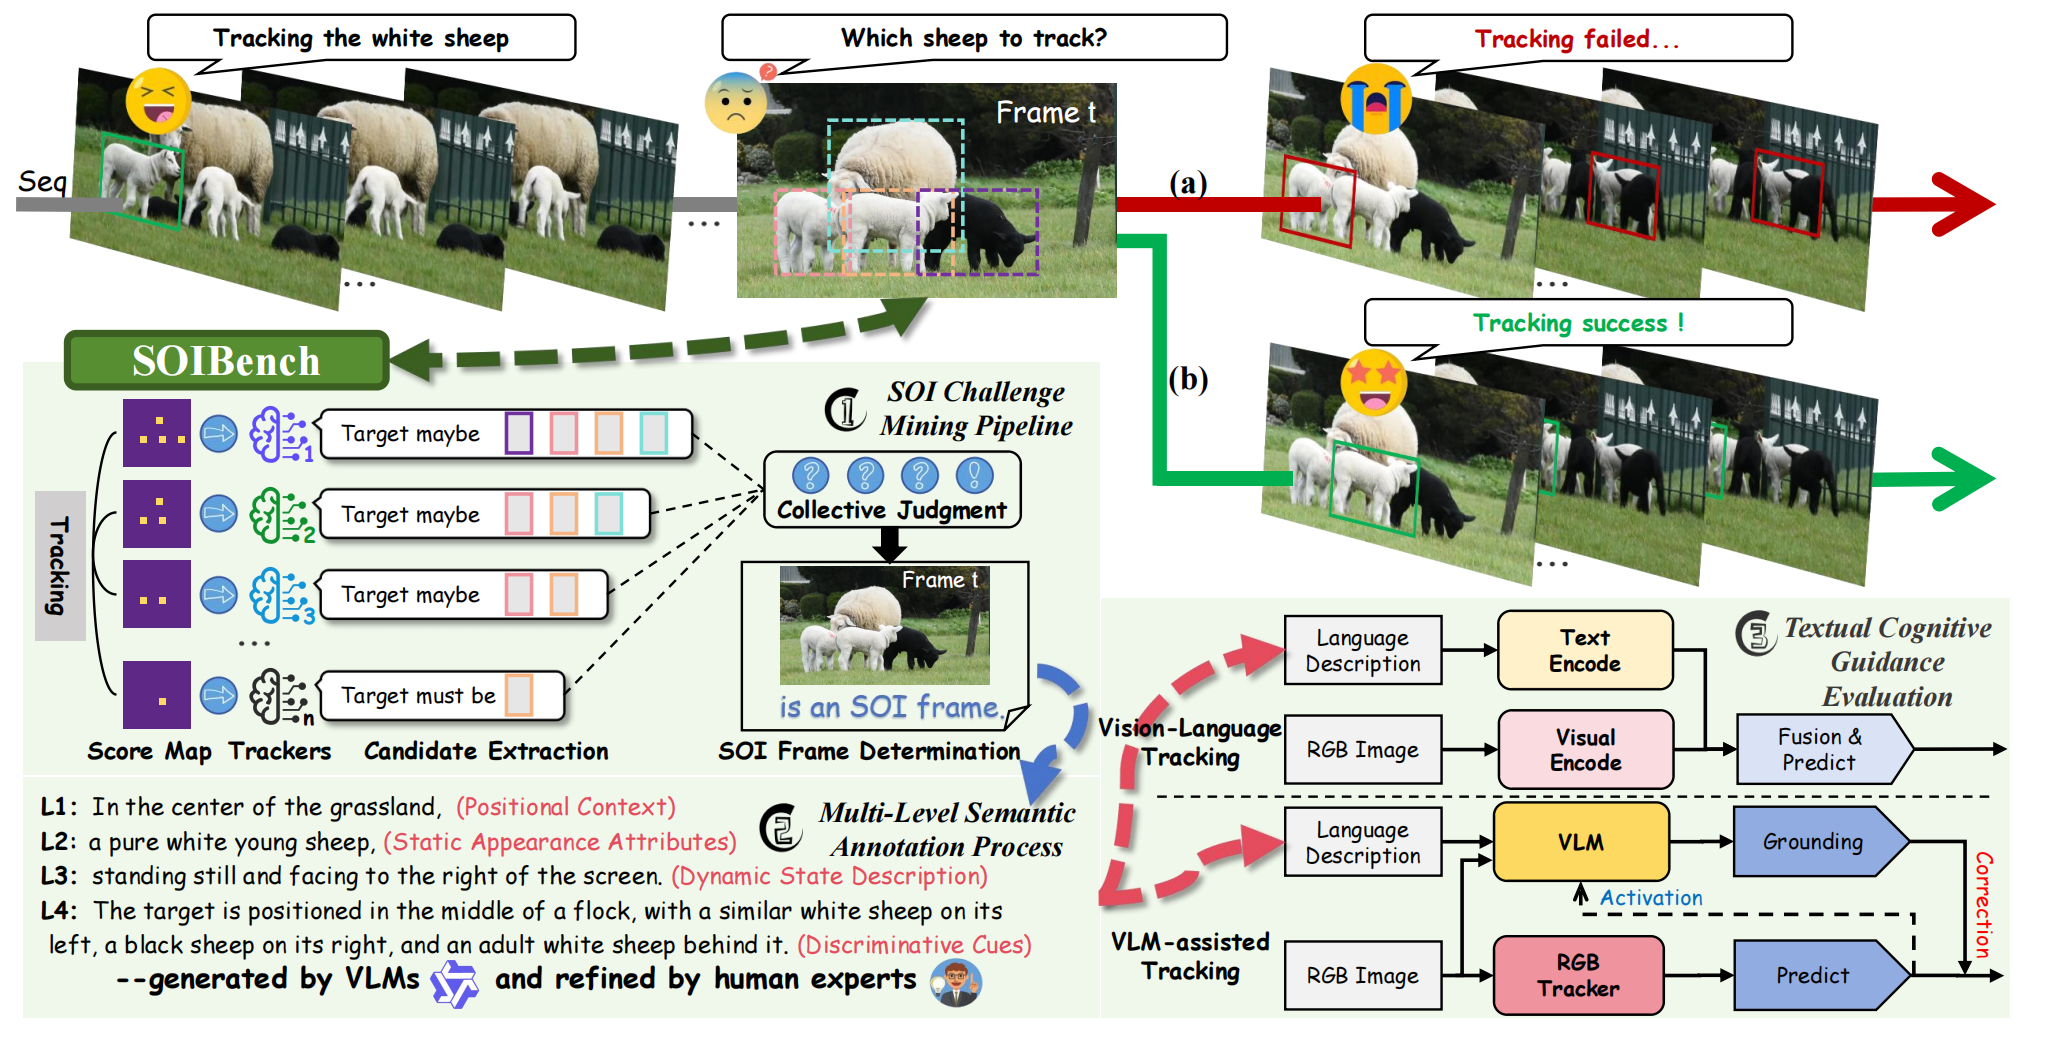 Tracking the white sheep
Which sheep to track?
Tracking failed...
Seq
...
...
Frame t
(a)
...
Tracking success !
(b)
...
SOIBench
1
SOI Challenge
Mining Pipeline
Tracking
1
Target maybe
2
Target maybe
3
Target maybe
...
n
Target must be
? ? ? !
Collective Judgment
Frame t
is an SOI frame.
Score Map Trackers Candidate Extraction SOI Frame Determination
2
Multi-Level Semantic
Annotation Process
L1: In the center of the grassland, (Positional Context)
L2: a pure white young sheep, (Static Appearance Attributes)
L3: standing still and facing to the right of the screen. (Dynamic State Description)
L4: The target is positioned in the middle of a flock, with a similar white sheep on its
left, a black sheep on its right, and an adult white sheep behind it. (Discriminative Cues)
--generated by VLMs and refined by human experts
3
Textual Cognitive
Guidance
Evaluation
Vision-Language
Tracking
Language
Description
Text
Encode
RGB Image
Visual
Encode
Fusion &
Predict
VLM-assisted
Tracking
Language
Description
VLM
Grounding
Activation
Correction
RGB Image
RGB
Tracker
Predict